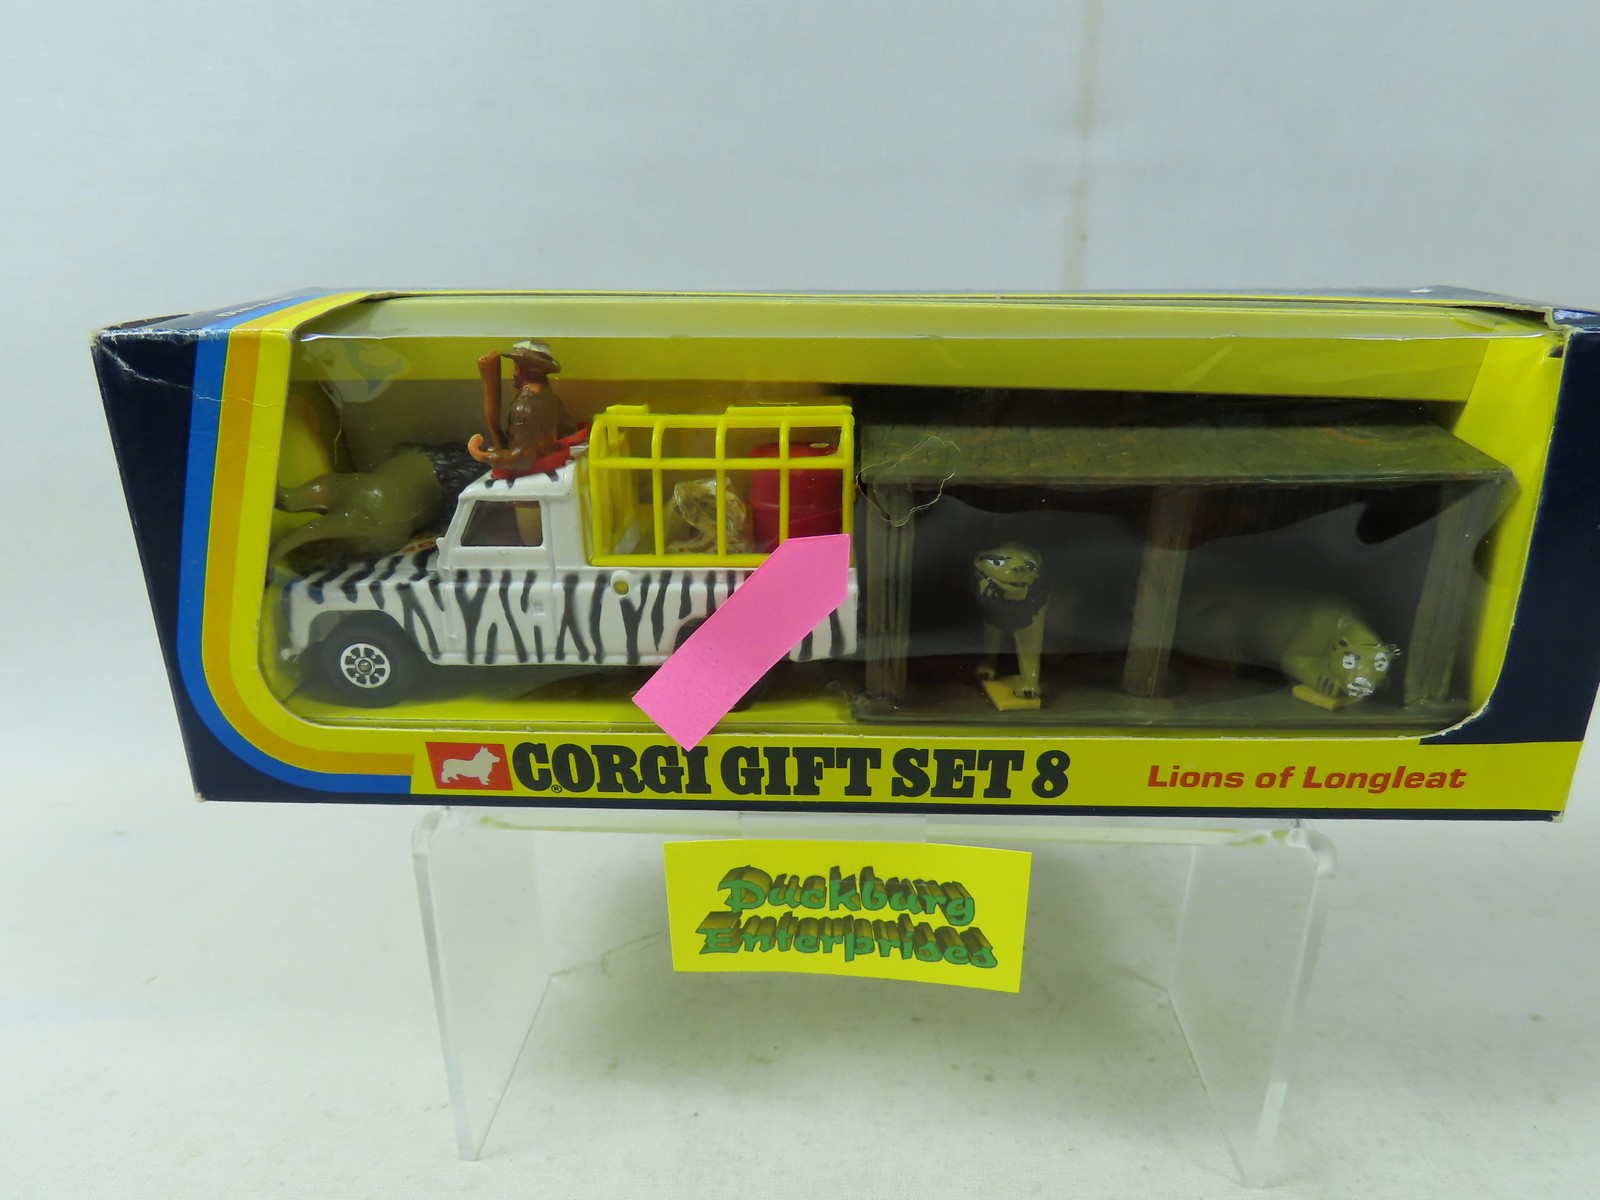 CORGI GIFT SET 8
Lions of Longleat
Duckburg
Enterprises